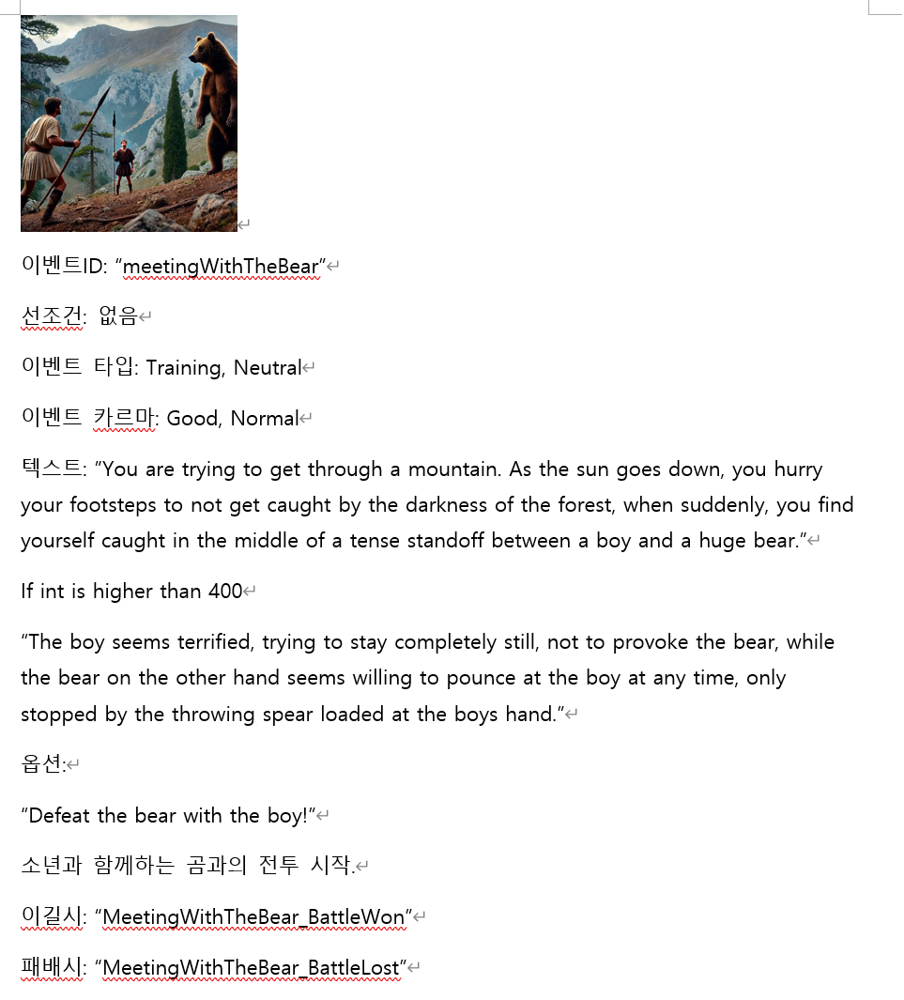 이벤트ID: “meetingWithTheBear”
선조건: 없음
이벤트 타입: Training, Neutral
이벤트 카르마: Good, Normal
텍스트: ”You are trying to get through a mountain. As the sun goes down, you hurry
your footsteps to not get caught by the darkness of the forest, when suddenly, you find
yourself caught in the middle of a tense standoff between a boy and a huge bear.”
If int is higher than 400
“The boy seems terrified, trying to stay completely still, not to provoke the bear, while
the bear on the other hand seems willing to pounce at the boy at any time, only
stopped by the throwing spear loaded at the boys hand.”
옵션:
“Defeat the bear with the boy!”
소년과 함께하는 곰과의 전투 시작.
이길시: “MeetingWithTheBear_BattleWon”
패배시: “MeetingWithTheBear_BattleLost”